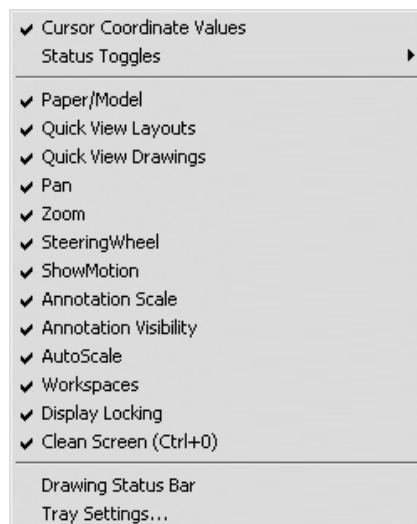 Cursor Coordinate Values
Status Toggles
Paper/Model
Quick View Layouts
Quick View Drawings
Pan
Zoom
SteeringWheel
ShowMotion
Annotation Scale
Annotation Visibility
AutoScale
Workspaces
Display Locking
Clean Screen (Ctrl+0)
Drawing Status Bar
Tray Settings...